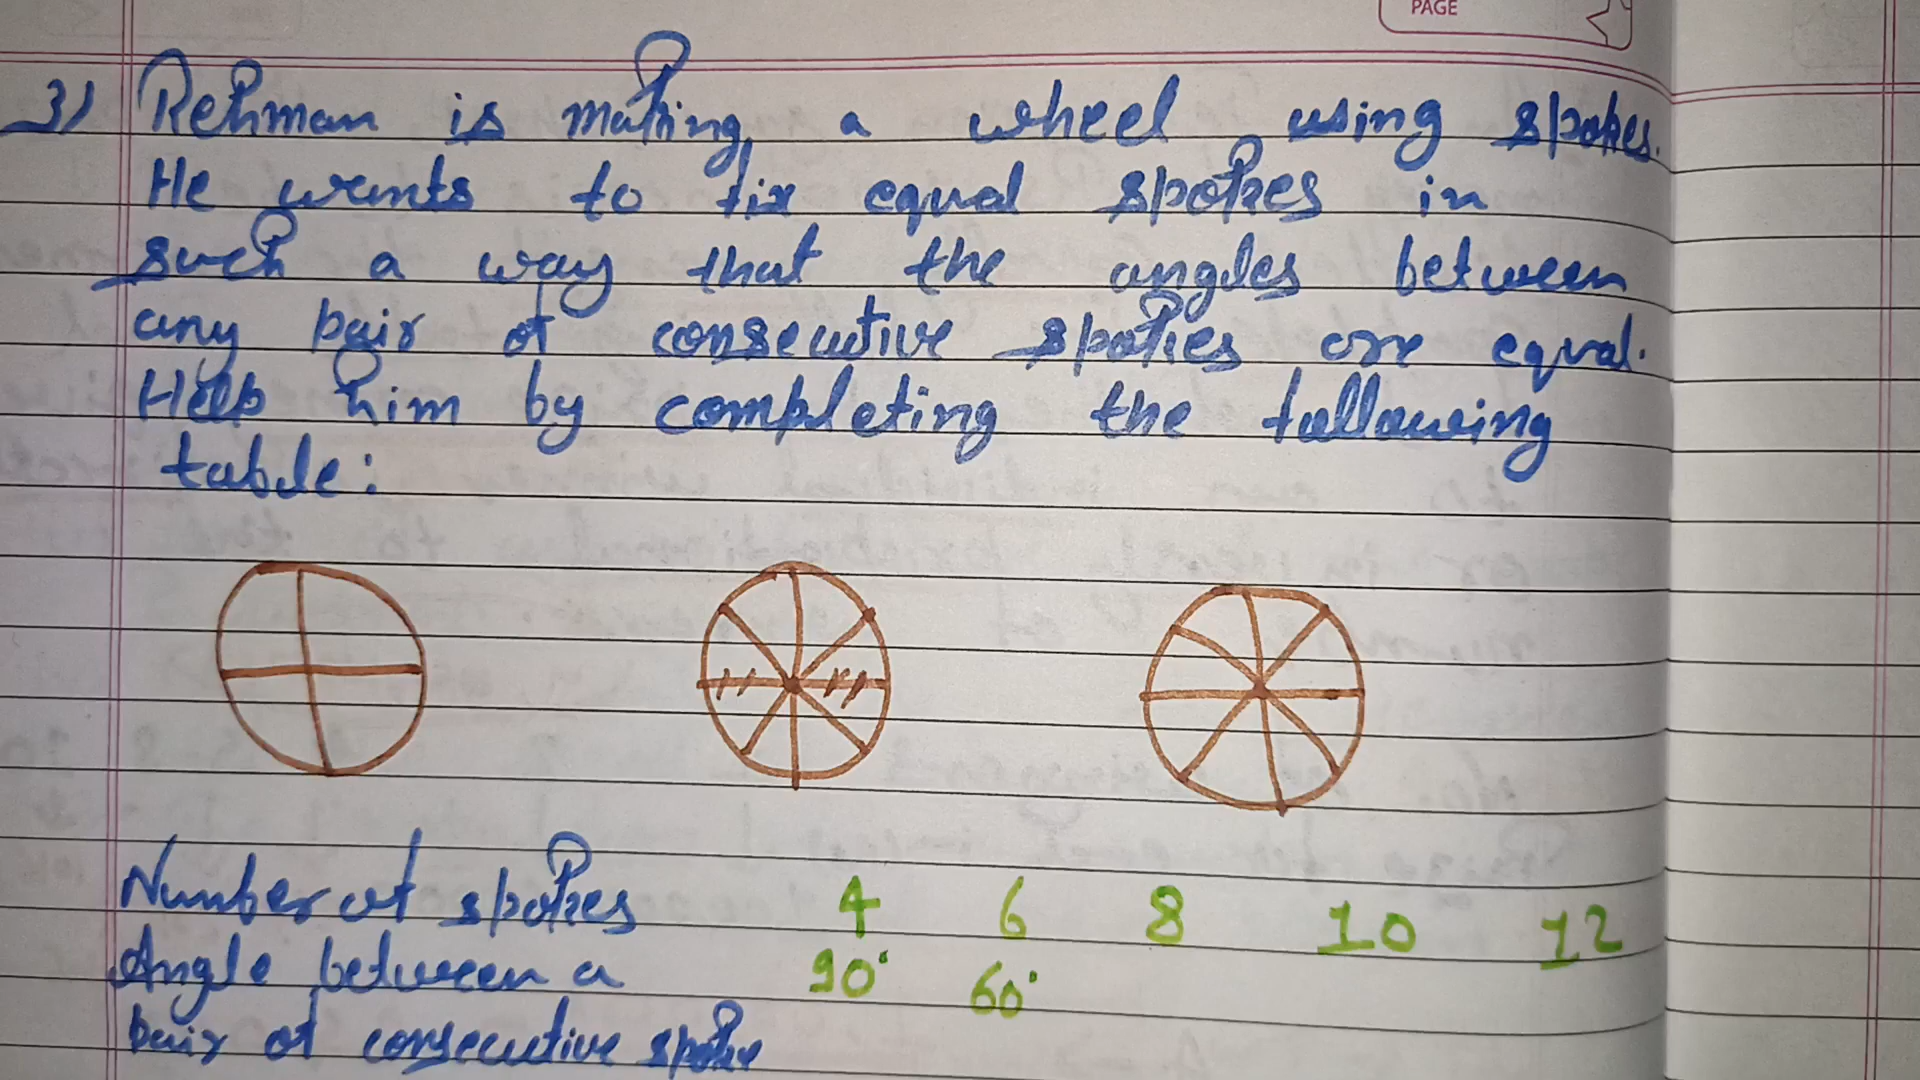 PAGE
3) Rehman is making a wheel using spokes.
He wants to fix equal spokes in
such a way that the angles between
any pair of consecutive spokes are equal.
Help him by completing the following
table:
Number of spokes 4 6 8 10 12
Angle between a 90° 60°
pair of consecutive spoke